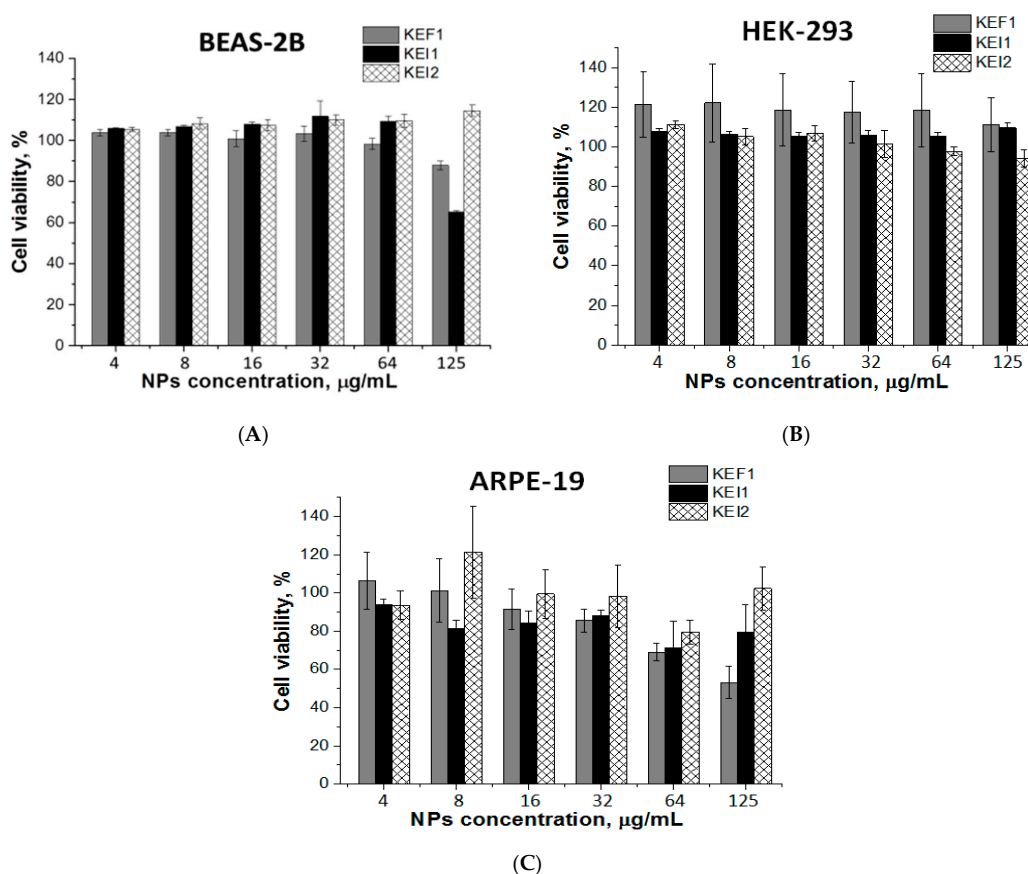 BEAS-2B
KEF1
KEI1
KEI2
Cell viability, %
140
120
100
80
60
40
20
0
4 8 16 32 64 125
NPs concentration, µg/mL
(A)
HEK-293
KEF1
KEI1
KEI2
Cell viability, %
140
120
100
80
60
40
20
0
4 8 16 32 64 125
NPs concentration, µg/mL
(B)
ARPE-19
KEF1
KEI1
KEI2
Cell viability, %
140
120
100
80
60
40
20
0
4 8 16 32 64 125
NPs concentration, µg/mL
(C)